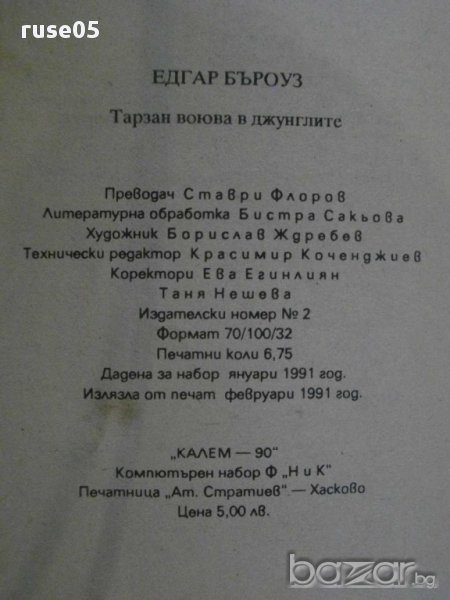 ruse05
ЕДГАР БЪРОУЗ
Тарзан воюва в джунглите
Преводач Ставри Флоров
Литературна обработка Бистра Сакъова
Художник Борислав Ждребев
Технически редактор Красимир Коченджиев
Коректори Ева Егинлиян
Таня Нешева
Издателски номер № 2
Формат 70/100/32
Печатни коли 6,75
Дадена за набор януари 1991 год.
Излязла от печат февруари 1991 год.
„КАЛЕМ — 90“
Компютърен набор Ф „Н и К“
Печатница „Ат. Стратиев“ — Хасково
Цена 5,00 лв.
bazar.bg